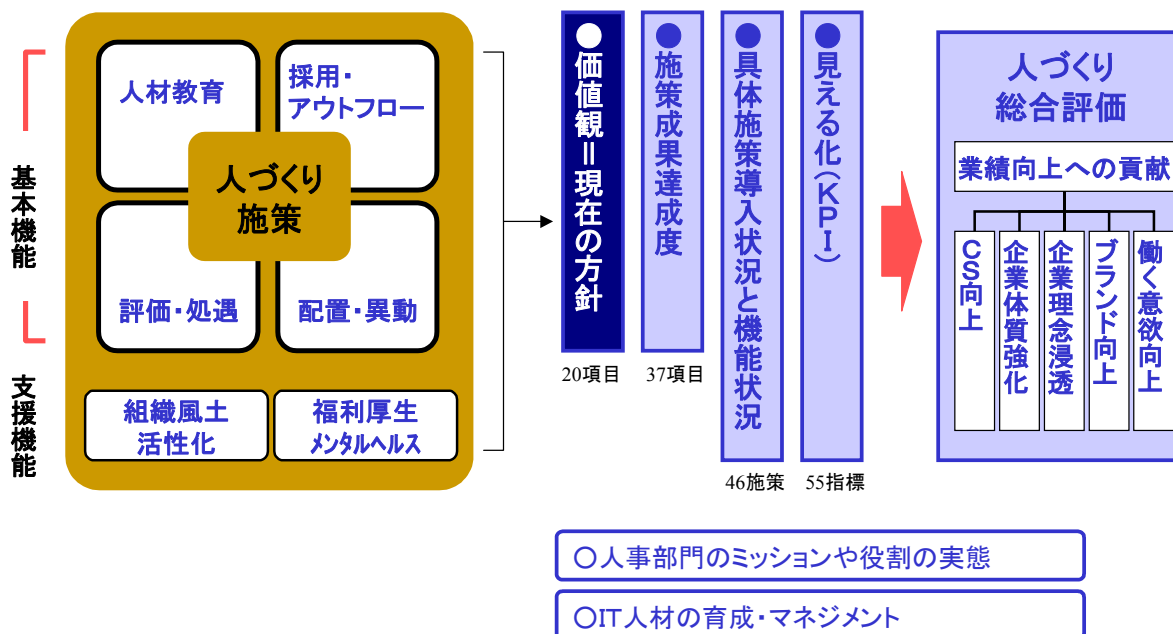 基本機能
支援機能
人材教育
採用・
アウトフロー
人づくり
施策
評価・処遇
配置・異動
組織風土
活性化
福利厚生
メンタルヘルス
●価値観＝現在の方針
20項目
●施策成果達成度
37項目
●具体施策導入状況と機能状況
46施策
●見える化（KPI）
55指標
人づくり
総合評価
業績向上への貢献
CS向上
企業体質強化
企業理念浸透
ブランド向上
働く意欲向上
○人事部門のミッションや役割の実態
○IT人材の育成・マネジメント